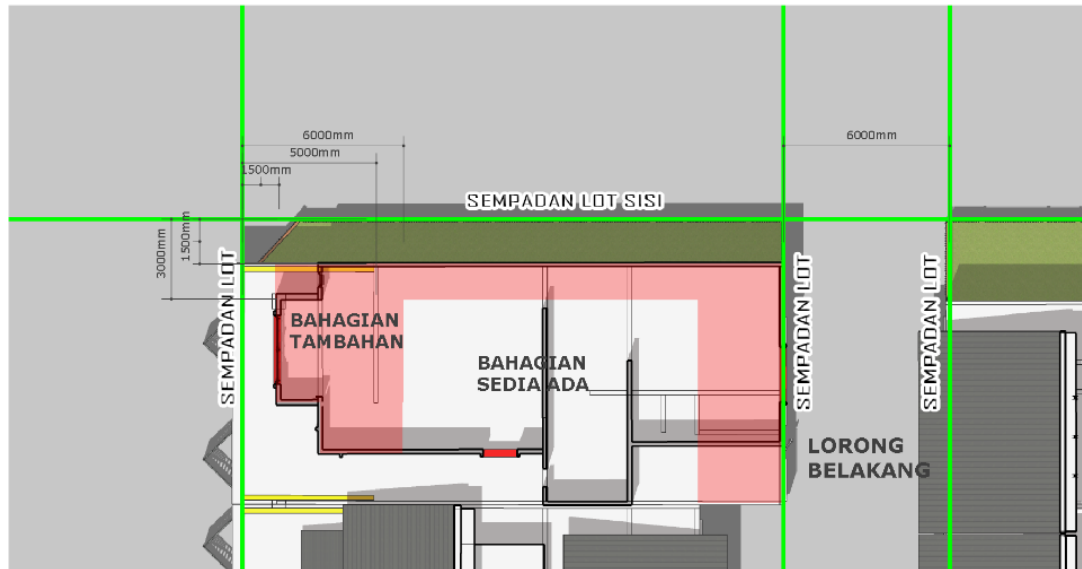 6000mm
6000mm
5000mm
1500mm
SEMPADAN LOT SISI
1500mm
3000mm
SEMPADAN LOT
SEMPADAN LOT
SEMPADAN LOT
BAHAGIAN
TAMBAHAN
BAHAGIAN
SEDIA ADA
LORONG
BELAKANG